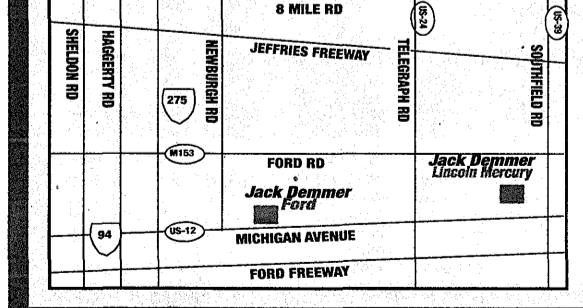 8 MILE RD
US-24
US-39
JEFFRIES FREEWAY
SHELDON RD
HAGGERTY RD
NEWBURGH RD
TELEGRAPH RD
SOUTHFIELD RD
275
M153
FORD RD
Jack Demmer
Lincoln Mercury
Jack Demmer
Ford
94
US-12
MICHIGAN AVENUE
FORD FREEWAY